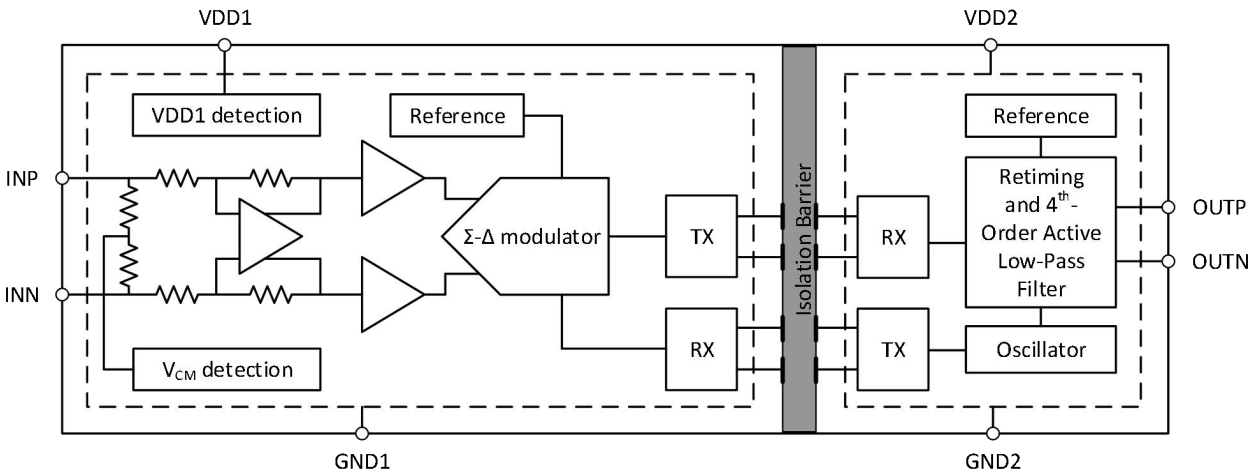 VDD1
VDD2
VDD1 detection
Reference
Reference
INP
INN
Σ-Δ modulator
TX
RX
Isolation Barrier
RX
TX
Retiming
and 4th-
Order Active
Low-Pass
Filter
OUTP
OUTN
Oscillator
VCM detection
GND1
GND2